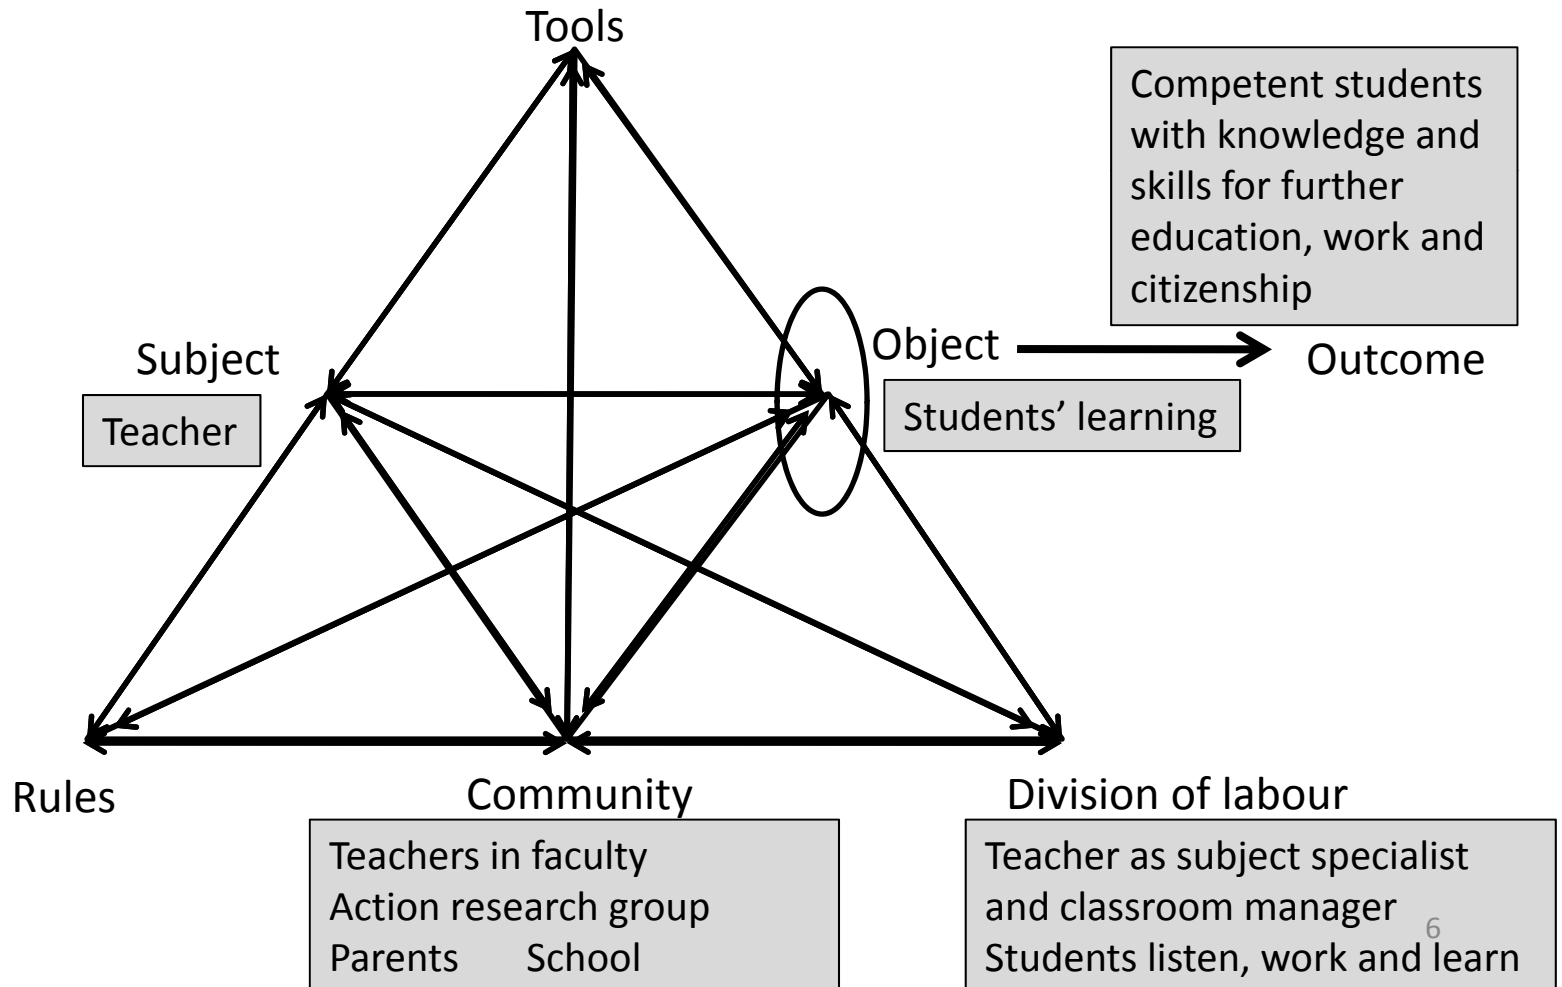 Tools
Competent students
with knowledge and
skills for further
education, work and
citizenship
Subject
Object
Outcome
Teacher
Students’ learning
Rules
Community
Division of labour
Teachers in faculty
Action research group
Parents School
Teacher as subject specialist
and classroom manager
6
Students listen, work and learn